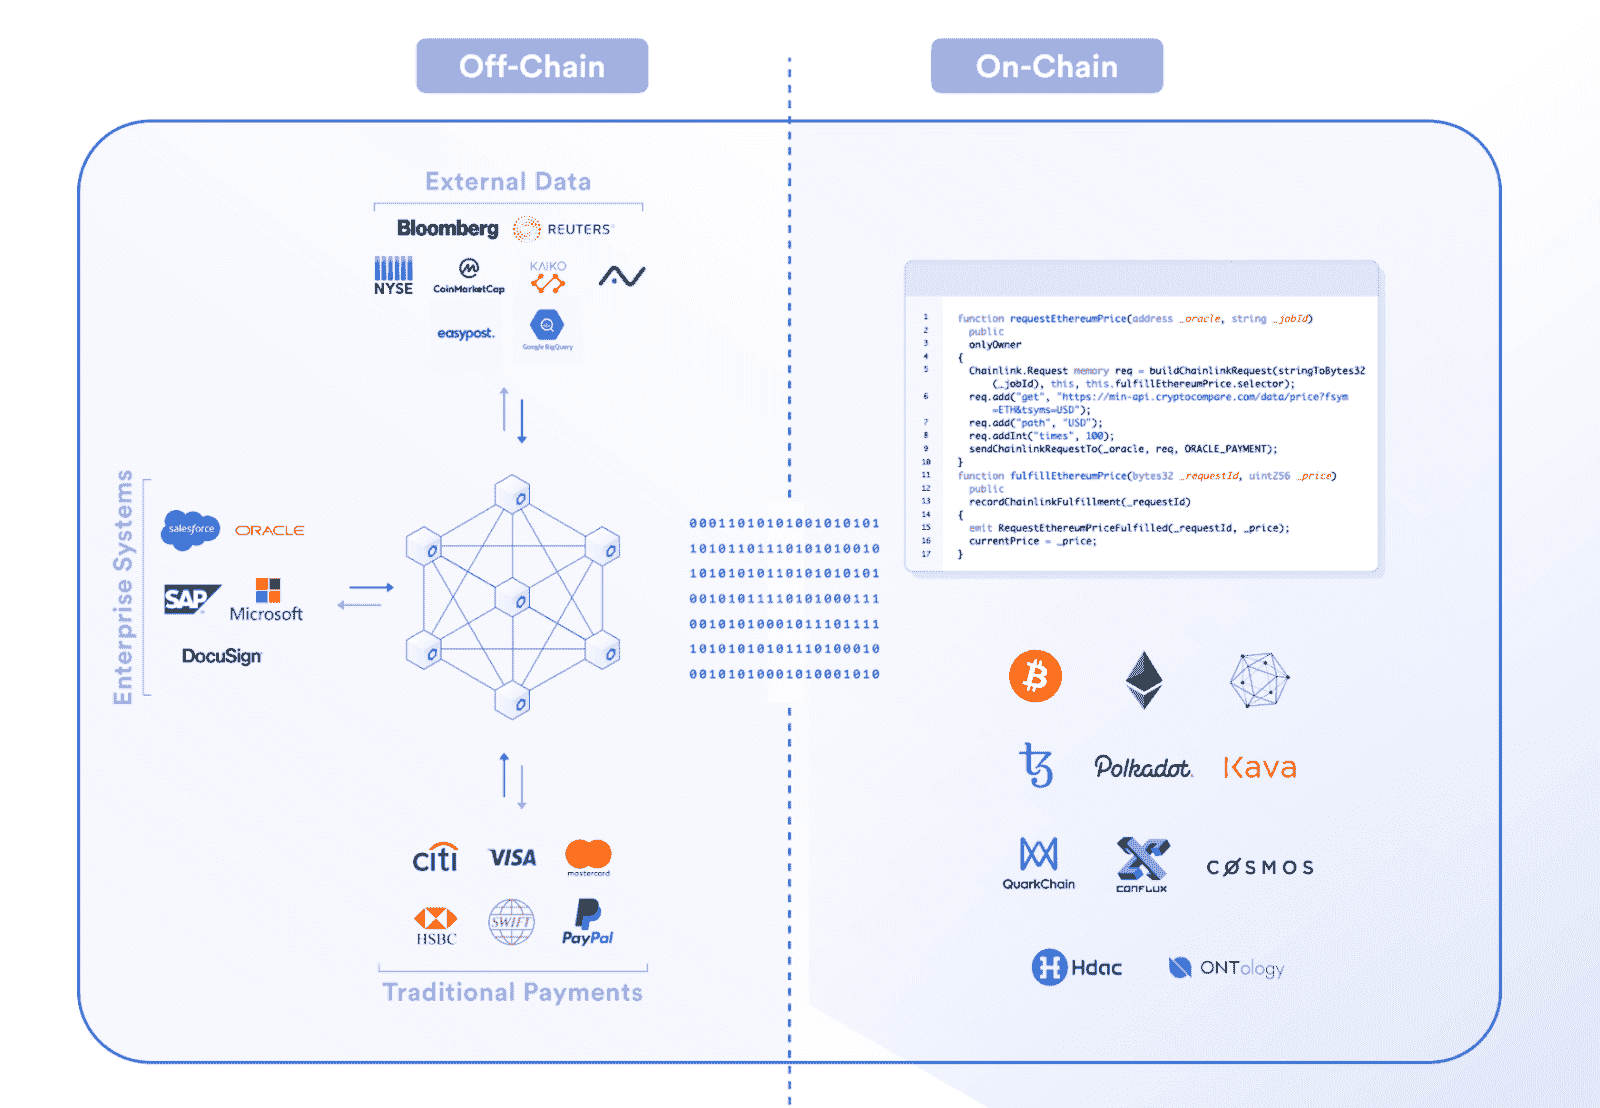 Off-Chain
On-Chain
External Data
Bloomberg REUTERS
NYSE CoinMarketCap KAIKO
easypost. Google BigQuery
Enterprise Systems
salesforce ORACLE
SAP Microsoft
DocuSign
00011010101001010101
10101101110101010010
10101010110101010101
00101011110101000111
00101010001011101111
10101010101110100010
00101010001010001010
1 function requestEthereumPrice(address _oracle, string _jobId)
2 public
3 onlyOwner
4 {
5 Chainlink.Request memory req = buildChainlinkRequest(stringToBytes32
(_jobId), this, this.fulfillEthereumPrice.selector);
6 req.add("get", "https://min-api.cryptocompare.com/data/price?fsym
=ETH&tsyms=USD");
7 req.add("path", "USD");
8 req.addInt("times", 100);
9 sendChainlinkRequestTo(_oracle, req, ORACLE_PAYMENT);
10 }
11 function fulfillEthereumPrice(bytes32 _requestId, uint256 _price)
12 public
13 recordChainlinkFulfillment(_requestId)
14 {
15 emit RequestEthereumPriceFulfilled(_requestId, _price);
16 currentPrice = _price;
17 }
citi VISA mastercard
HSBC SWIFT PayPal
Traditional Payments
Polkadot. Kava
QuarkChain CONFLUX COSMOS
Hdac ONTology